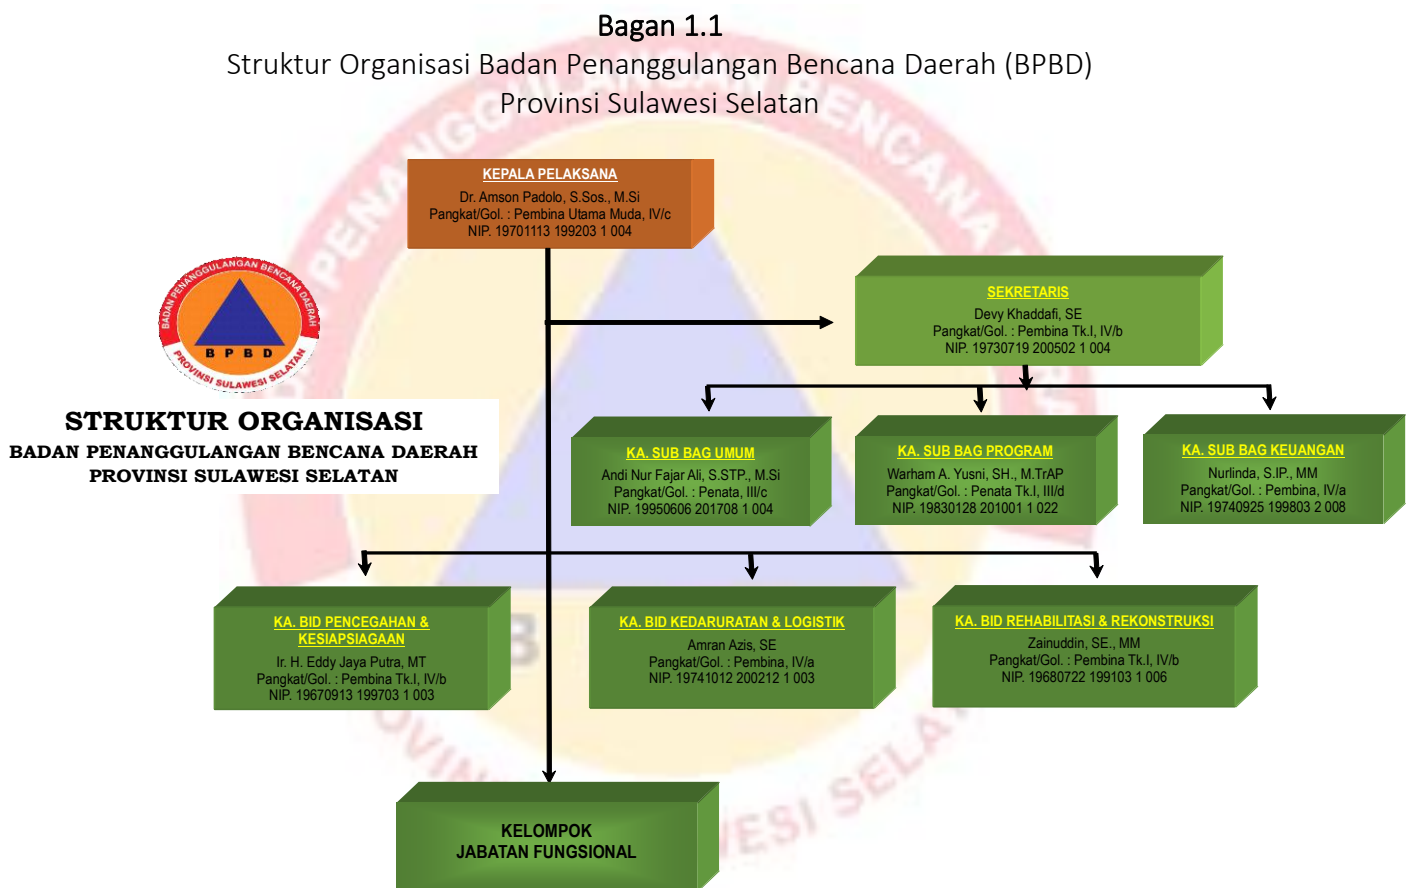 Bagan 1.1
Struktur Organisasi Badan Penanggulangan Bencana Daerah (BPBD)
Provinsi Sulawesi Selatan
KEPALA PELAKSANA
Dr. Amson Padolo, S.Sos., M.Si
Pangkat/Gol. : Pembina Utama Muda, IV/c
NIP. 19701113 199203 1 004
BADAN PENANGGULANGAN BENCANA DAERAH
BPBD
PROVINSI SULAWESI SELATAN
STRUKTUR ORGANISASI
BADAN PENANGGULANGAN BENCANA DAERAH
PROVINSI SULAWESI SELATAN
SEKRETARIS
Devy Khaddafi, SE
Pangkat/Gol. : Pembina Tk.I, IV/b
NIP. 19730719 200502 1 004
KA. SUB BAG UMUM
Andi Nur Fajar Ali, S.STP., M.Si
Pangkat/Gol. : Penata, III/c
NIP. 19950606 201708 1 004
KA. SUB BAG PROGRAM
Warham A. Yusni, SH., M.TrAP
Pangkat/Gol. : Penata Tk.I, III/d
NIP. 19830128 201001 1 022
KA. SUB BAG KEUANGAN
Nurlinda, S.IP., MM
Pangkat/Gol. : Pembina, IV/a
NIP. 19740925 199803 2 008
KA. BID PENCEGAHAN &
KESIAPSIAGAAN
Ir. H. Eddy Jaya Putra, MT
Pangkat/Gol. : Pembina Tk.I, IV/b
NIP. 19670913 199703 1 003
KA. BID KEDARURATAN & LOGISTIK
Amran Azis, SE
Pangkat/Gol. : Pembina, IV/a
NIP. 19741012 200212 1 003
KA. BID REHABILITASI & REKONSTRUKSI
Zainuddin, SE., MM
Pangkat/Gol. : Pembina Tk.I, IV/b
NIP. 19680722 199103 1 006
KELOMPOK
JABATAN FUNGSIONAL